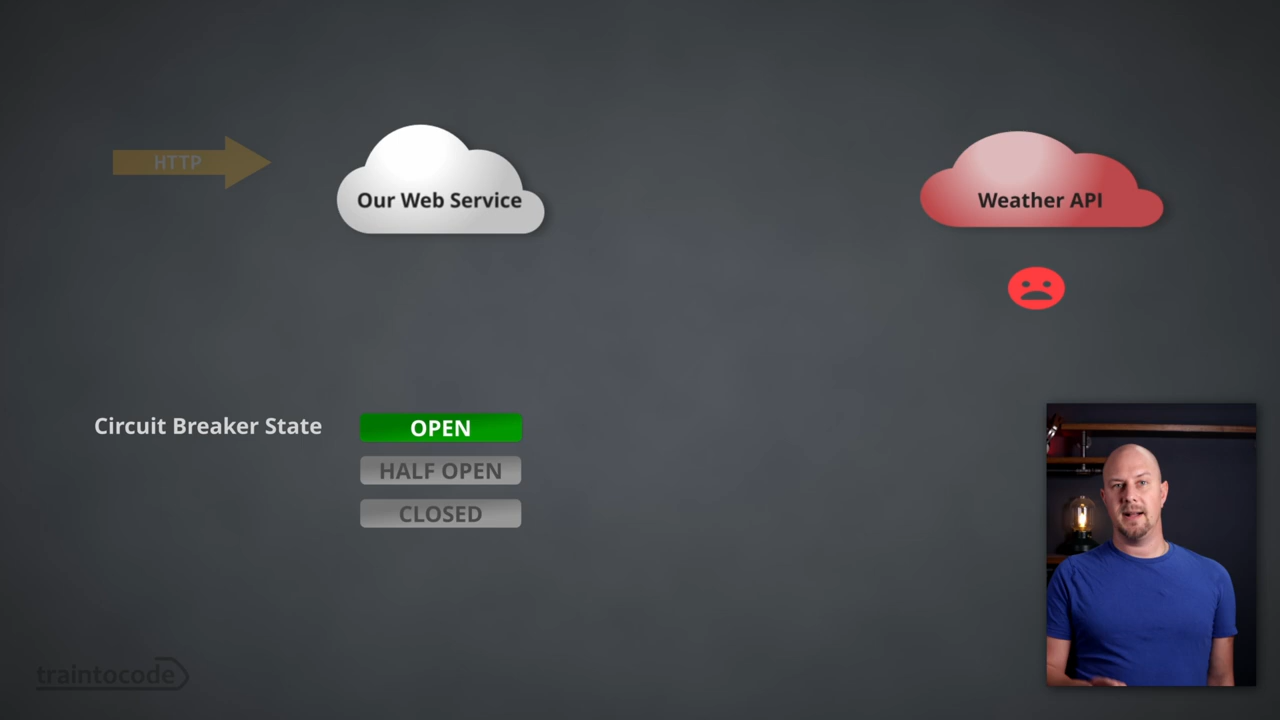 HTTP
Our Web Service
Weather API
Circuit Breaker State
OPEN
HALF OPEN
CLOSED
traintocode